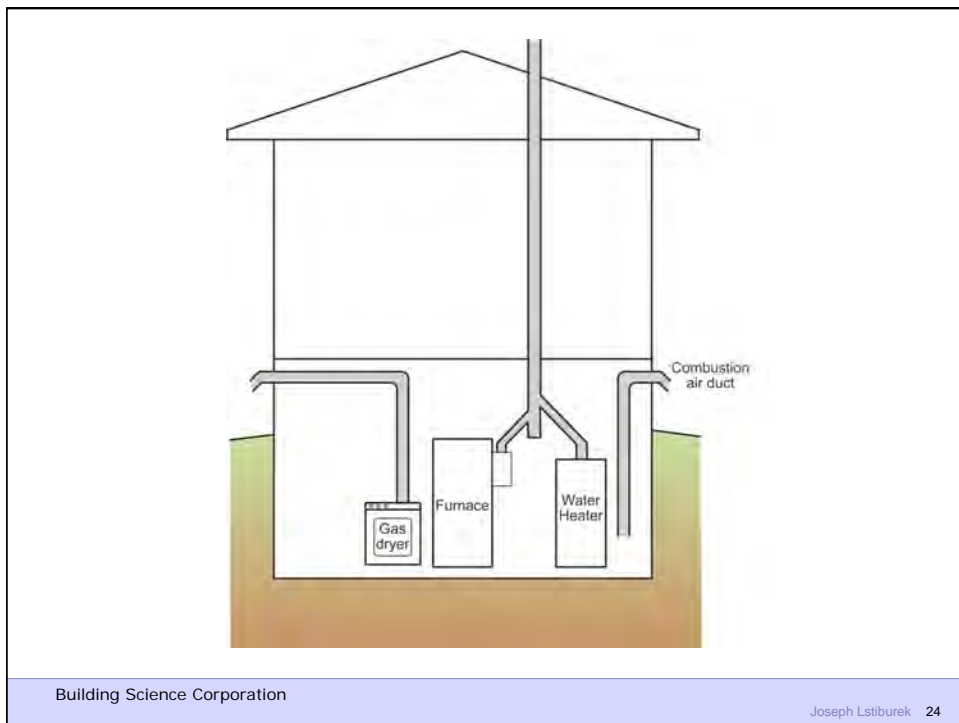 Combustion
air duct
Furnace
Water
Heater
Gas
dryer
Building Science Corporation
Joseph Lstiburek 24